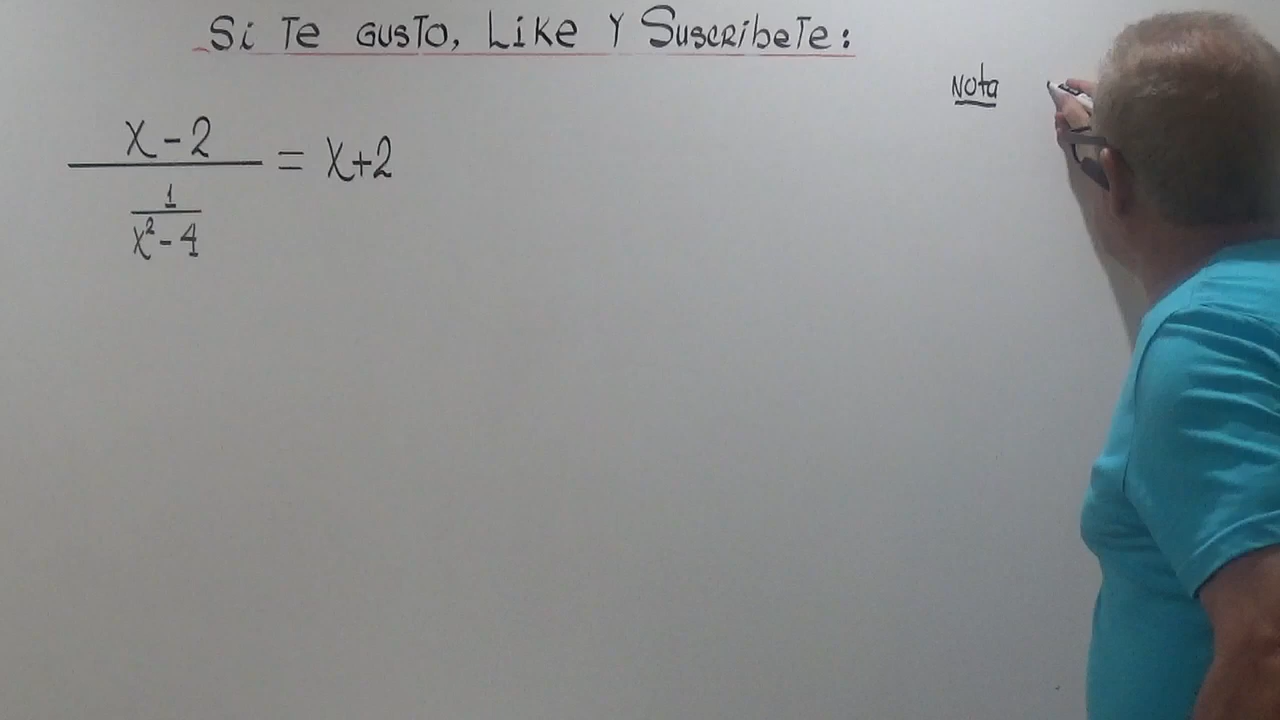 Si Te GUSTO, Like Y SuscribeTe:
Nota
x-2
= x+2
1
x²-4